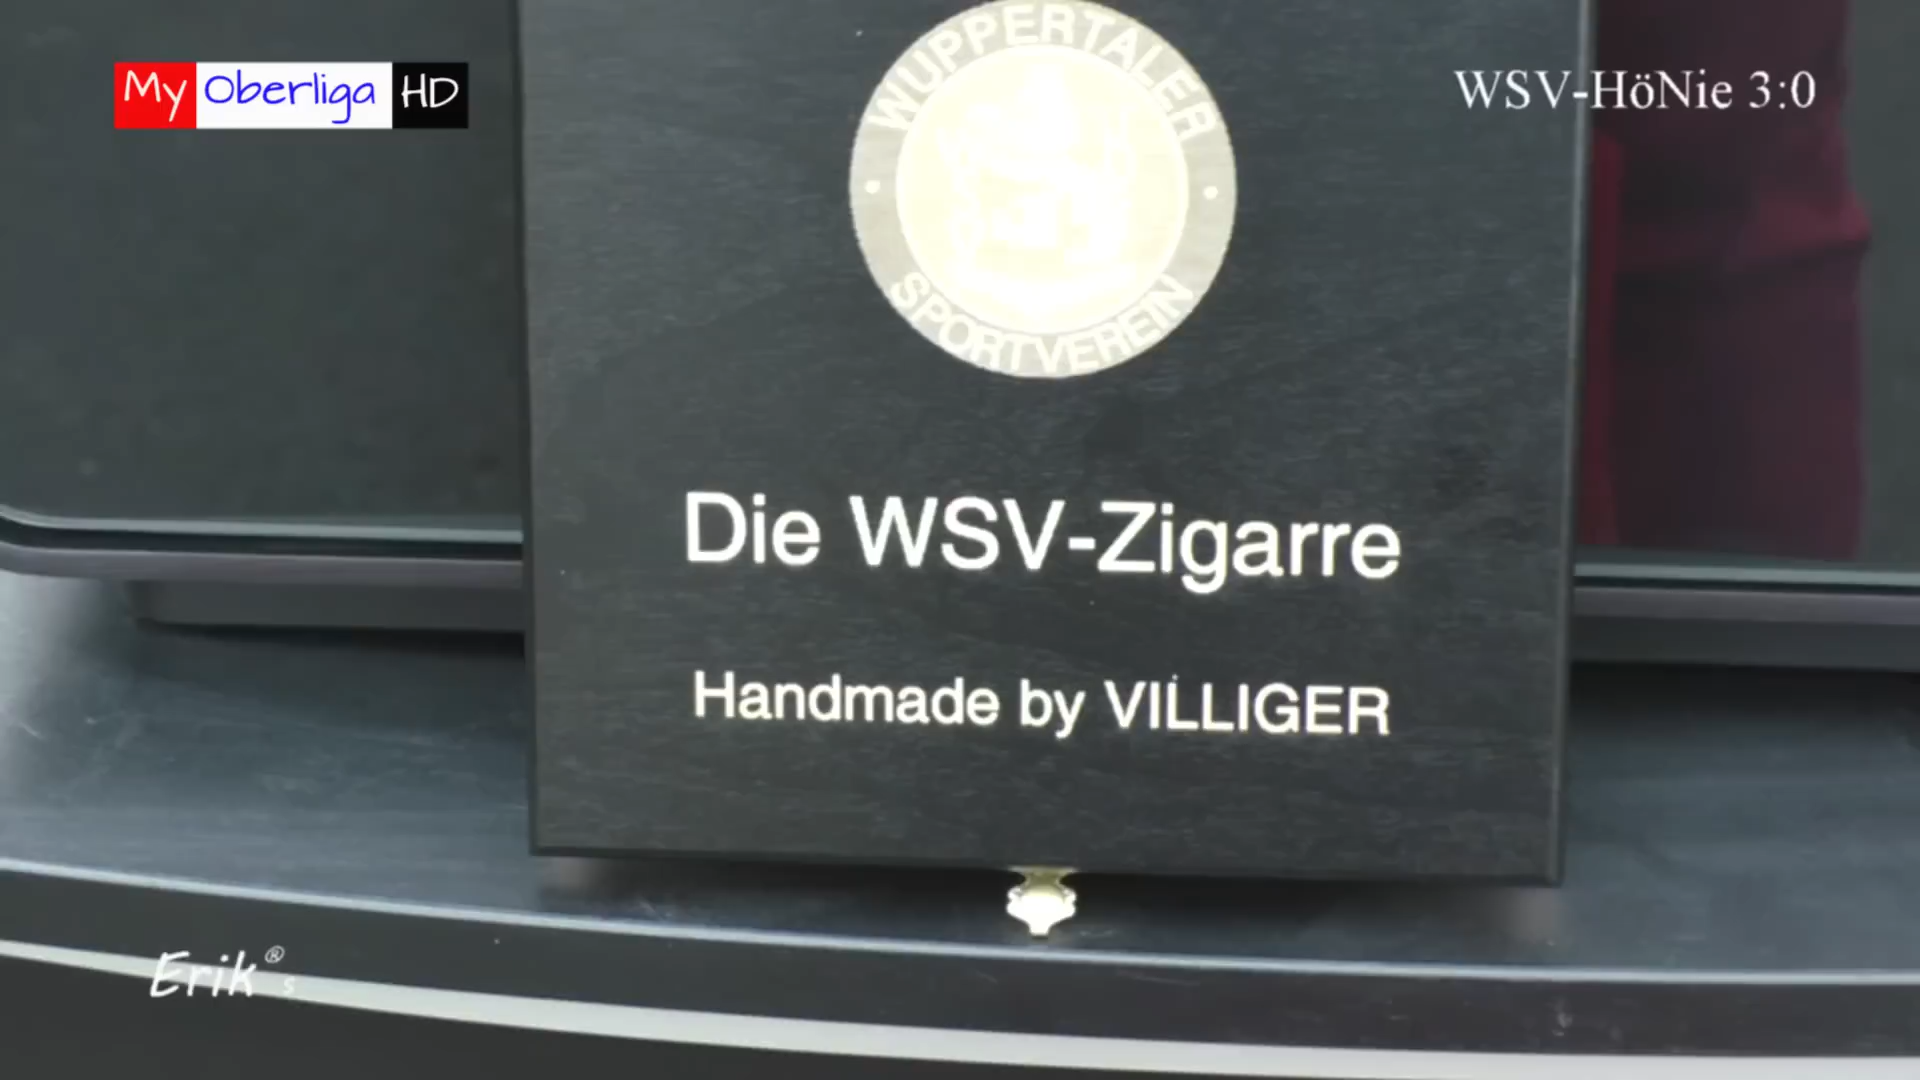 My Oberliga HD
WSV-HöNie 3:0
WUPPERTALER
SPORTVEREIN
Die WSV-Zigarre
Handmade by VILLIGER
Erik®s